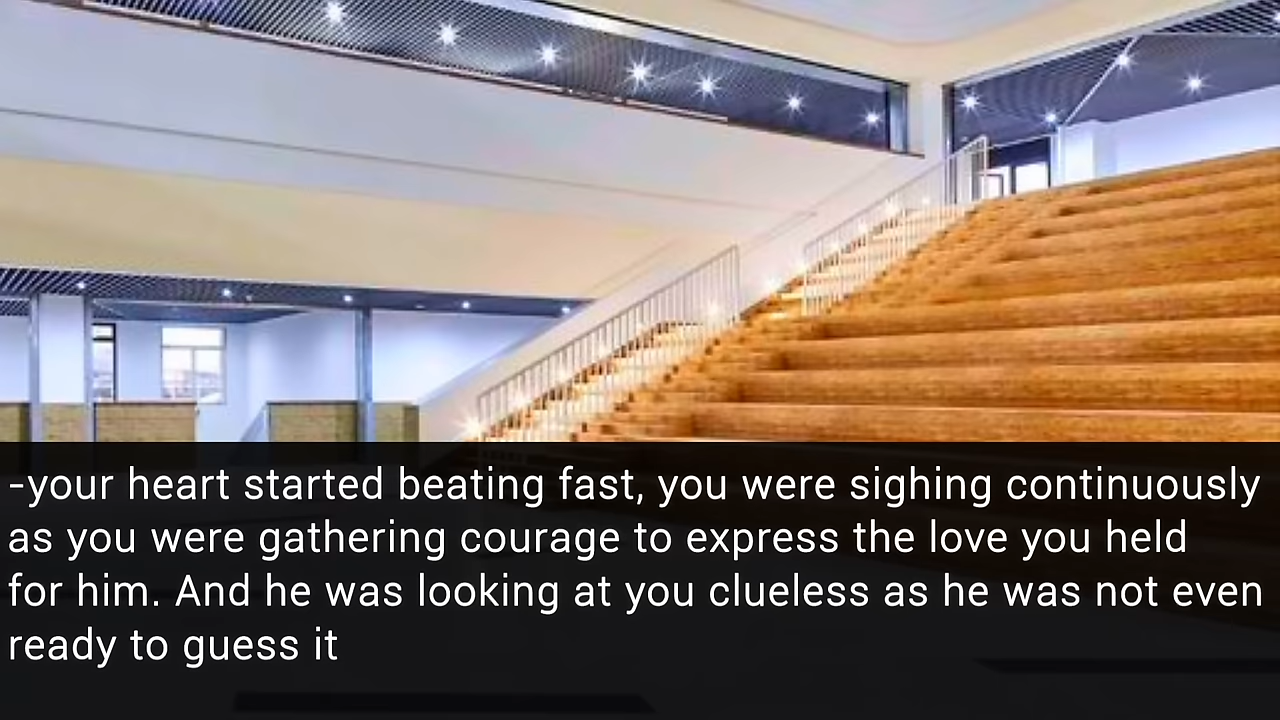 -your heart started beating fast, you were sighing continuously
as you were gathering courage to express the love you held
for him. And he was looking at you clueless as he was not even
ready to guess it